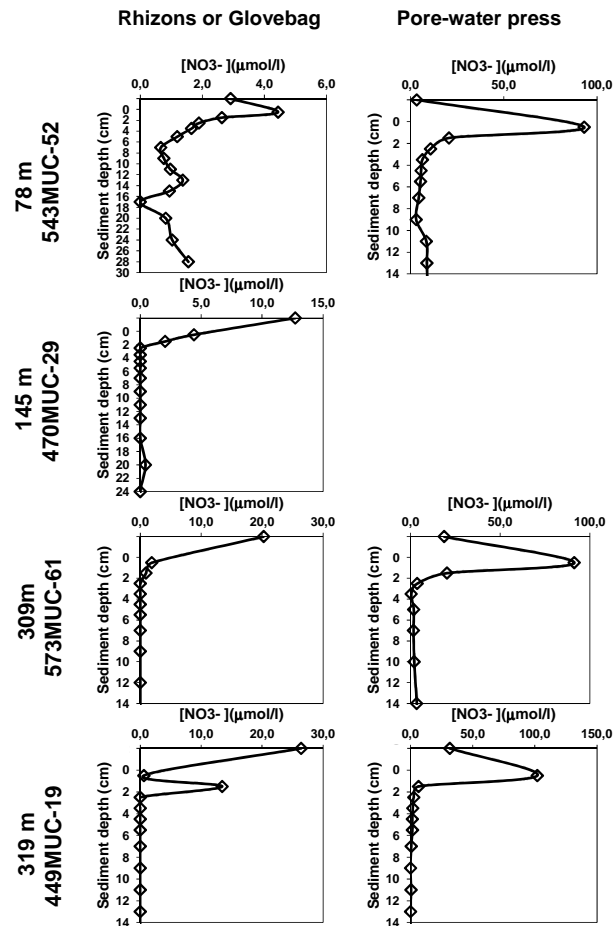 Rhizons or Glovebag
Pore-water press
78 m
543MUC-52
[NO3- ](μmol/l)
0,0 2,0 4,0 6,0
Sediment depth (cm)
0
2
4
6
8
10
12
14
16
18
20
22
24
26
28
30
[NO3- ](μmol/l)
0,0 50,0 100,0
Sediment depth (cm)
0
2
4
6
8
10
12
14
145 m
470MUC-29
[NO3- ](μmol/l)
0,0 5,0 10,0 15,0
Sediment depth (cm)
0
2
4
6
8
10
12
14
16
18
20
22
24
309m
573MUC-61
[NO3- ](μmol/l)
0,0 10,0 20,0 30,0
Sediment depth (cm)
0
2
4
6
8
10
12
14
[NO3- ](μmol/l)
0,0 50,0 100,0
Sediment depth (cm)
0
2
4
6
8
10
12
14
319 m
449MUC-19
[NO3- ](μmol/l)
0,0 10,0 20,0 30,0
Sediment depth (cm)
0
2
4
6
8
10
12
14
[NO3- ](μmol/l)
0,0 50,0 100,0 150,0
Sediment depth (cm)
0
2
4
6
8
10
12
14